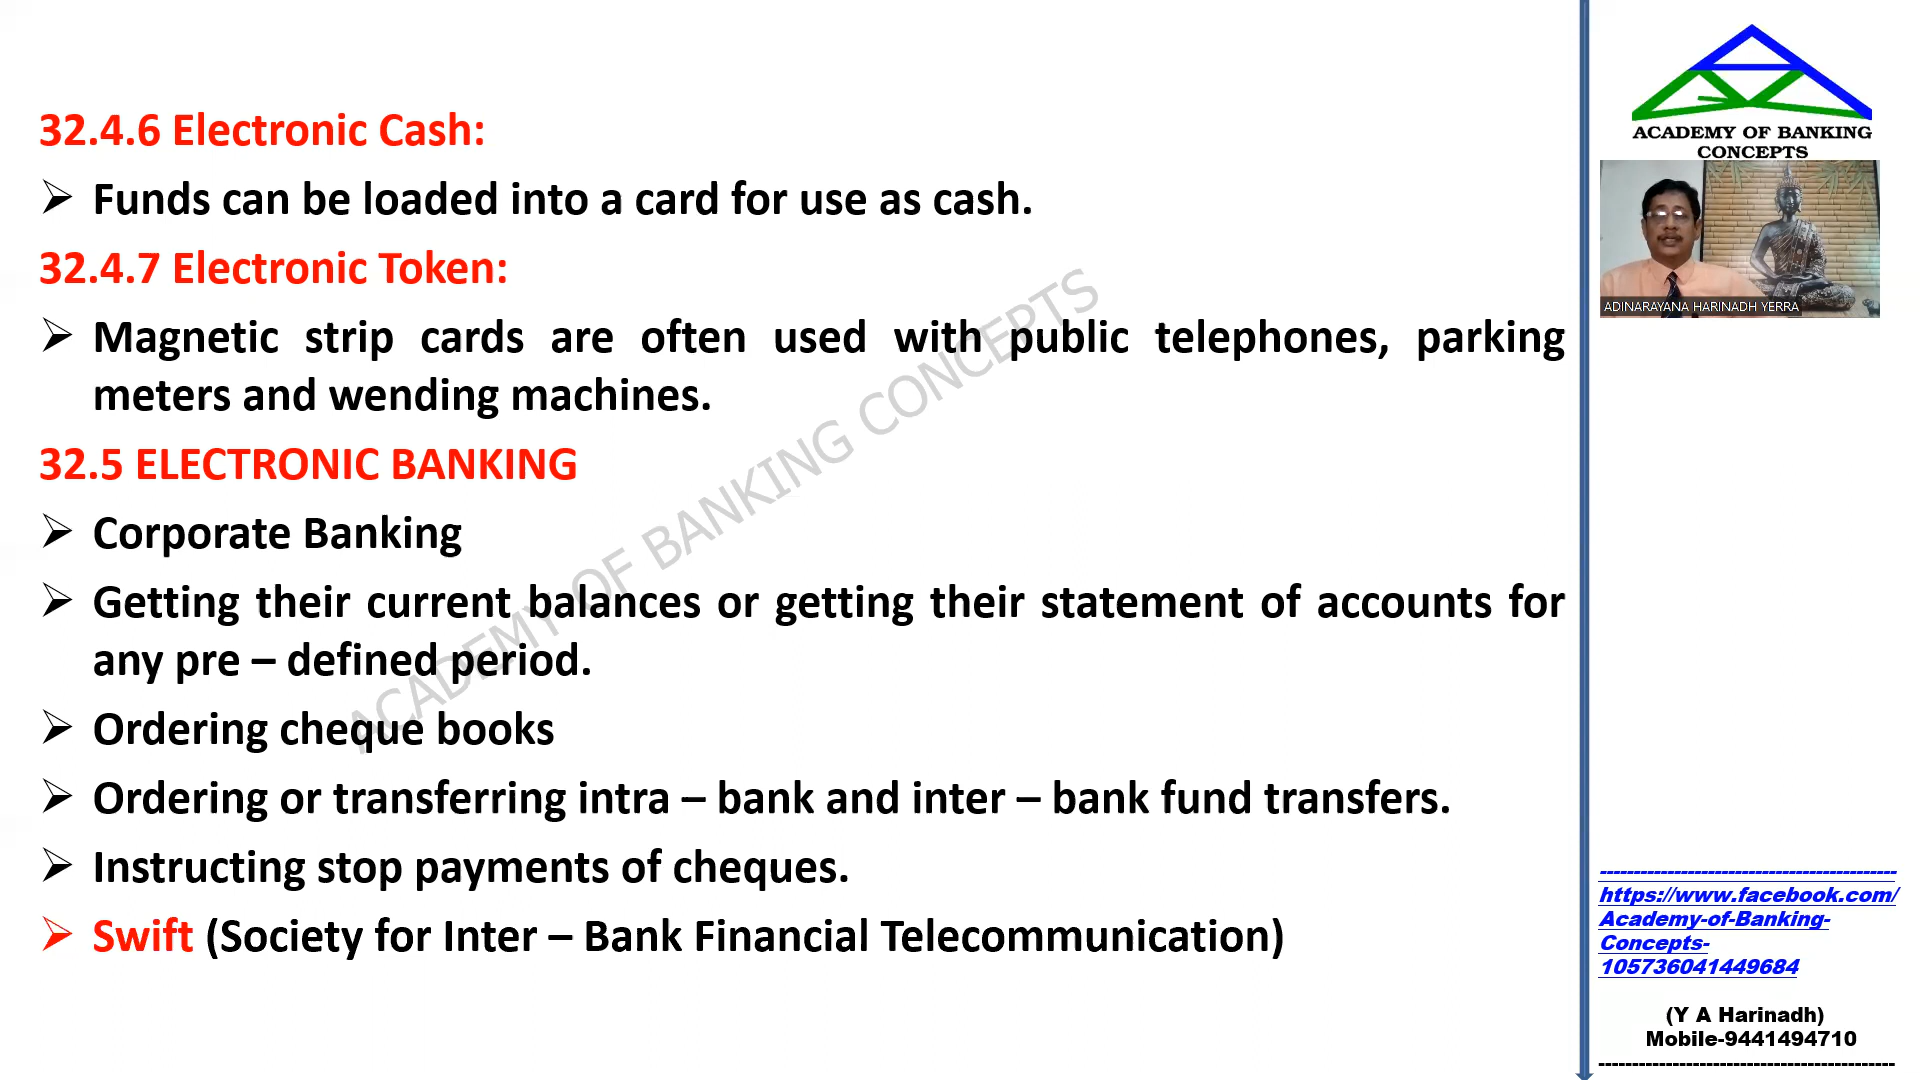 32.4.6 Electronic Cash:
➢ Funds can be loaded into a card for use as cash.
32.4.7 Electronic Token:
➢ Magnetic strip cards are often used with public telephones, parking
meters and wending machines.
32.5 ELECTRONIC BANKING
➢ Corporate Banking
➢ Getting their current balances or getting their statement of accounts for
any pre – defined period.
➢ Ordering cheque books
➢ Ordering or transferring intra – bank and inter – bank fund transfers.
➢ Instructing stop payments of cheques.
➢ Swift (Society for Inter – Bank Financial Telecommunication)
ACADEMY OF BANKING CONCEPTS
ACADEMY OF BANKING
CONCEPTS
ADINARAYANA HARINADH YERRA
--------------------------------------------
https://www.facebook.com/
Academy-of-Banking-
Concepts-
105736041449684
(Y A Harinadh)
Mobile-9441494710
--------------------------------------------